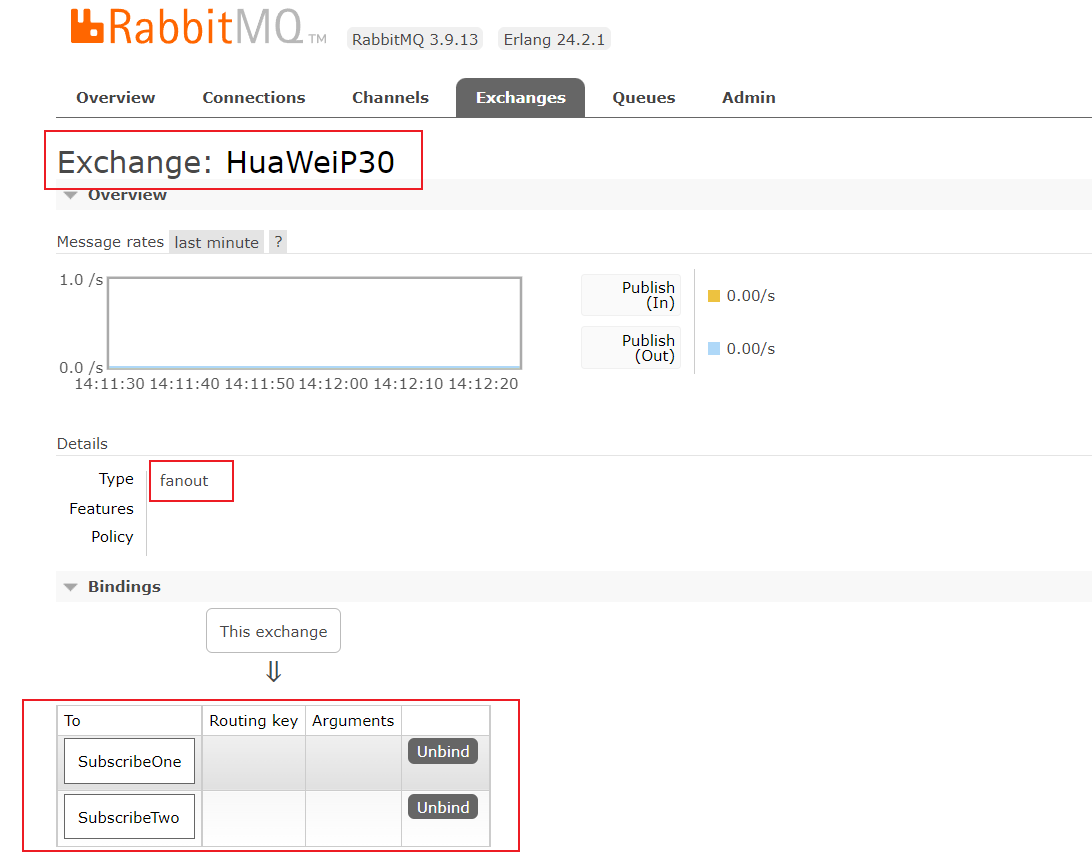 RabbitMQ TM RabbitMQ 3.9.13 Erlang 24.2.1
Overview Connections Channels Exchanges Queues Admin
Exchange: HuaWeiP30
Overview
Message rates last minute ?
1.0 /s
0.0 /s
14:11:30 14:11:40 14:11:50 14:12:00 14:12:10 14:12:20
Publish
(In)
0.00/s
Publish
(Out)
0.00/s
Details
Type fanout
Features
Policy
Bindings
This exchange
⇓
To Routing key Arguments
SubscribeOne Unbind
SubscribeTwo Unbind